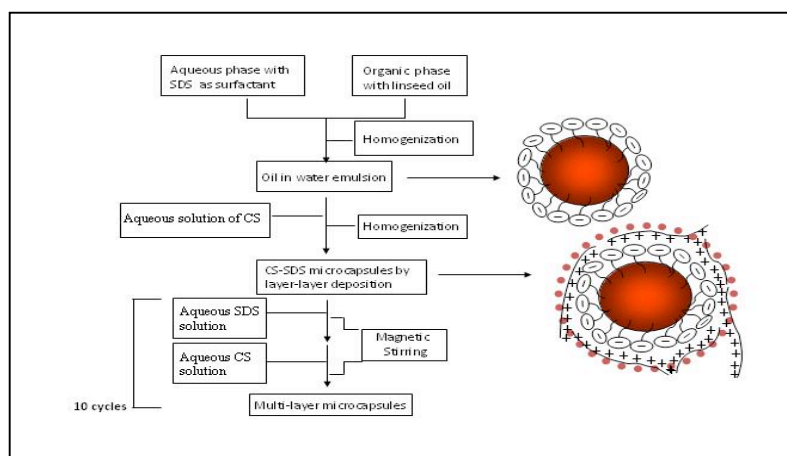 Aqueous phase with
SDS as surfactant
Organic phase
with linseed oil
Homogenization
Oil in water emulsion
Aqueous solution of CS
Homogenization
CS-SDS microcapsules by
layer-layer deposition
Aqueous SDS
solution
Magnetic
Stirring
Aqueous CS
solution
10 cycles
Multi-layer microcapsules